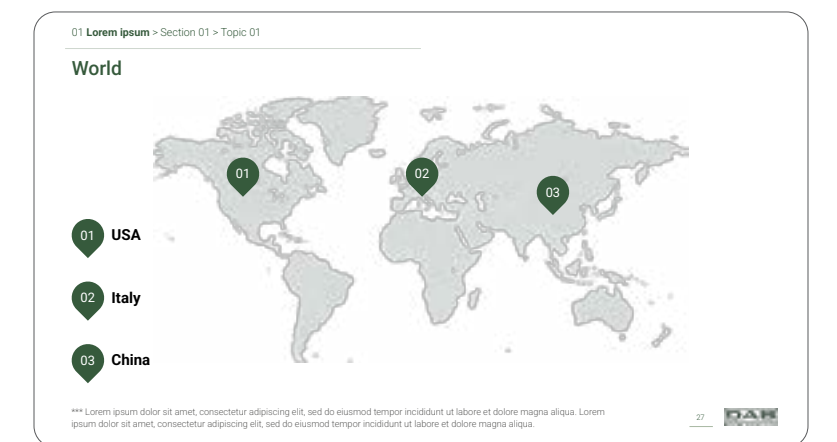 01 Lorem ipsum > Section 01 > Topic 01
World
01
02
03
01 USA
02 Italy
03 China
*** Lorem ipsum dolor sit amet, consectetur adipiscing elit, sed do eiusmod tempor incididunt ut labore et dolore magna aliqua. Lorem
ipsum dolor sit amet, consectetur adipiscing elit, sed do eiusmod tempor incididunt ut labore et dolore magna aliqua.
27
DAB